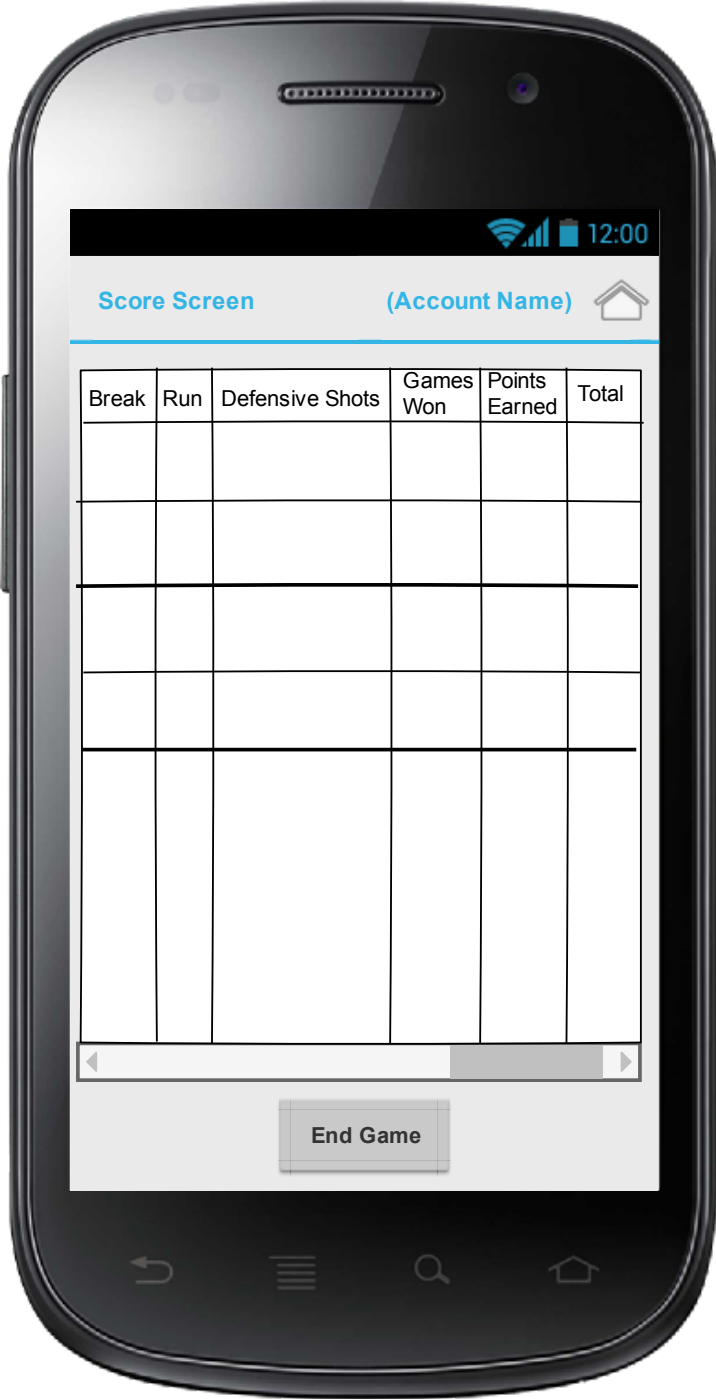 12:00
Score Screen (Account Name)
Break Run Defensive Shots Games Won Points Earned Total
End Game